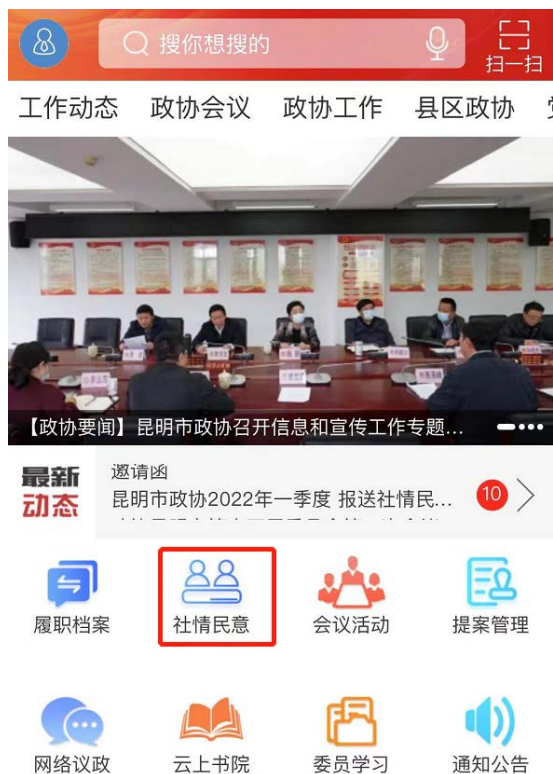 搜你想搜的
扫一扫
工作动态 政协会议 政协工作 县区政协
【政协要闻】昆明市政协召开信息和宣传工作专题...
最新
动态
邀请函
昆明市政协2022年一季度 报送社情民...
10
履职档案 社情民意 会议活动 提案管理
网络议政 云上书院 委员学习 通知公告